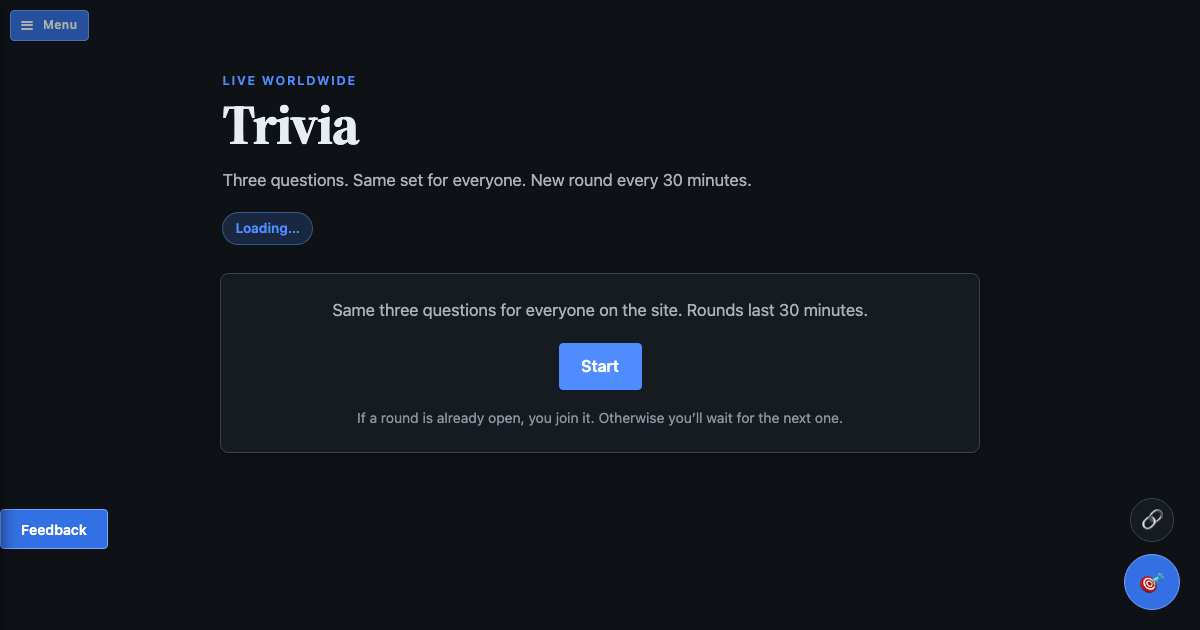 Menu
LIVE WORLDWIDE
Trivia
Three questions. Same set for everyone. New round every 30 minutes.
Loading...
Same three questions for everyone on the site. Rounds last 30 minutes.
Start
If a round is already open, you join it. Otherwise you’ll wait for the next one.
Feedback